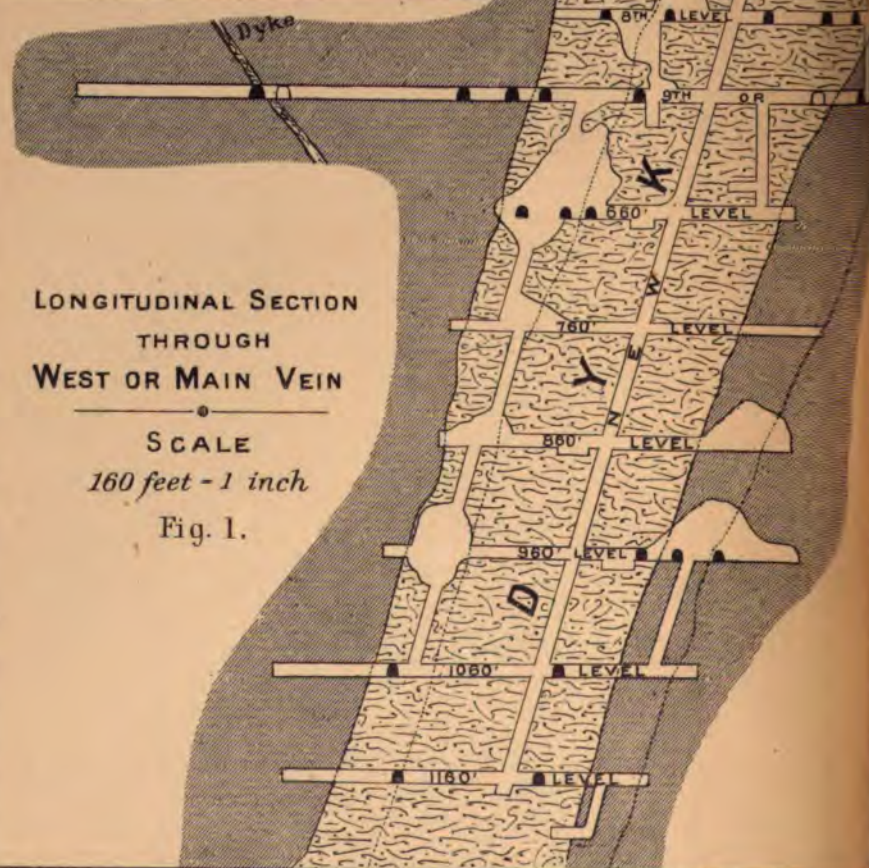 Dyke
8TH LEVEL
9TH OR
K
660' LEVEL
W
760' LEVEL
E
Y
N
860' LEVEL
960' LEVEL
D
1060' LEVEL
1160' LEVEL
LONGITUDINAL SECTION
THROUGH
WEST OR MAIN VEIN
SCALE
160 feet = 1 inch
Fig. 1.